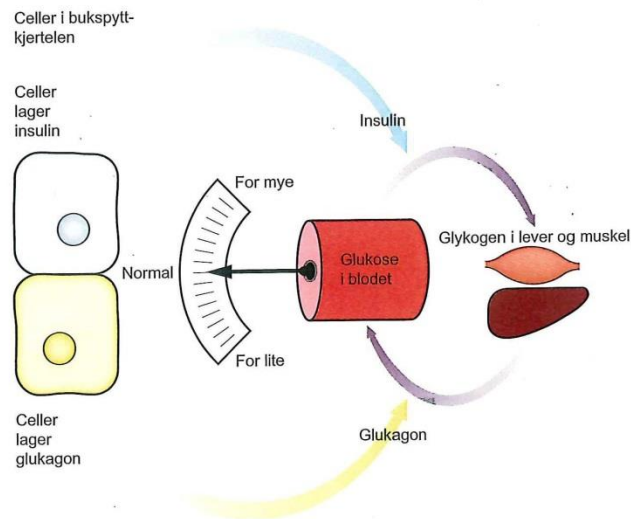 Celler i bukspytt-
kjertelen
Celler
lager
insulin
Insulin
For mye
Glykogen i lever og muskel
Glukose
i blodet
Normal
For lite
Celler
lager
glukagon
Glukagon